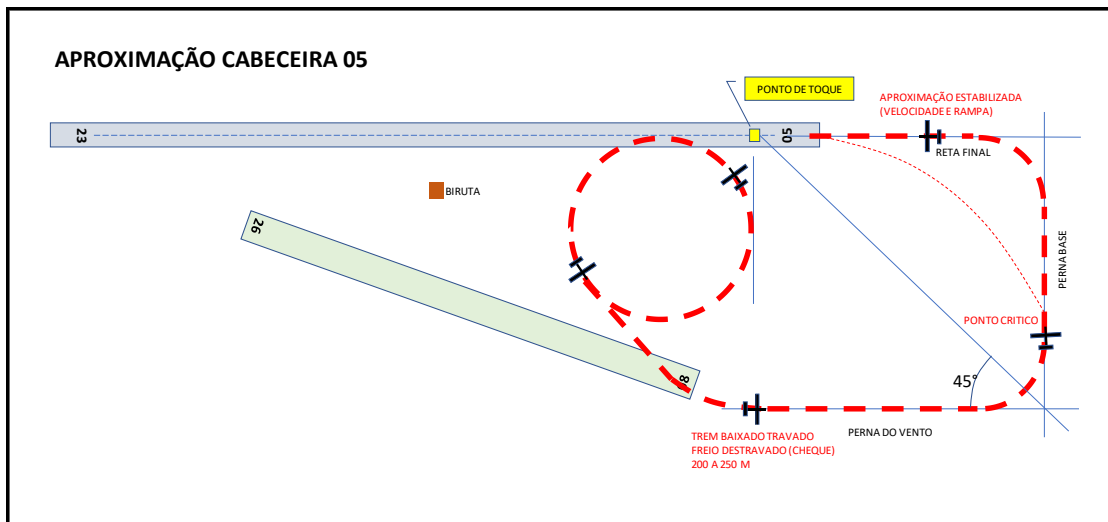 APROXIMAÇÃO CABECEIRA 05
PONTO DE TOQUE
APROXIMAÇÃO ESTABILIZADA
(VELOCIDADE E RAMPA)
23
05
RETA FINAL
BIRUTA
26
PERNA BASE
PONTO CRITICO
08
45°
PERNA DO VENTO
TREM BAIXADO TRAVADO
FREIO DESTRAVADO (CHEQUE)
200 A 250 M